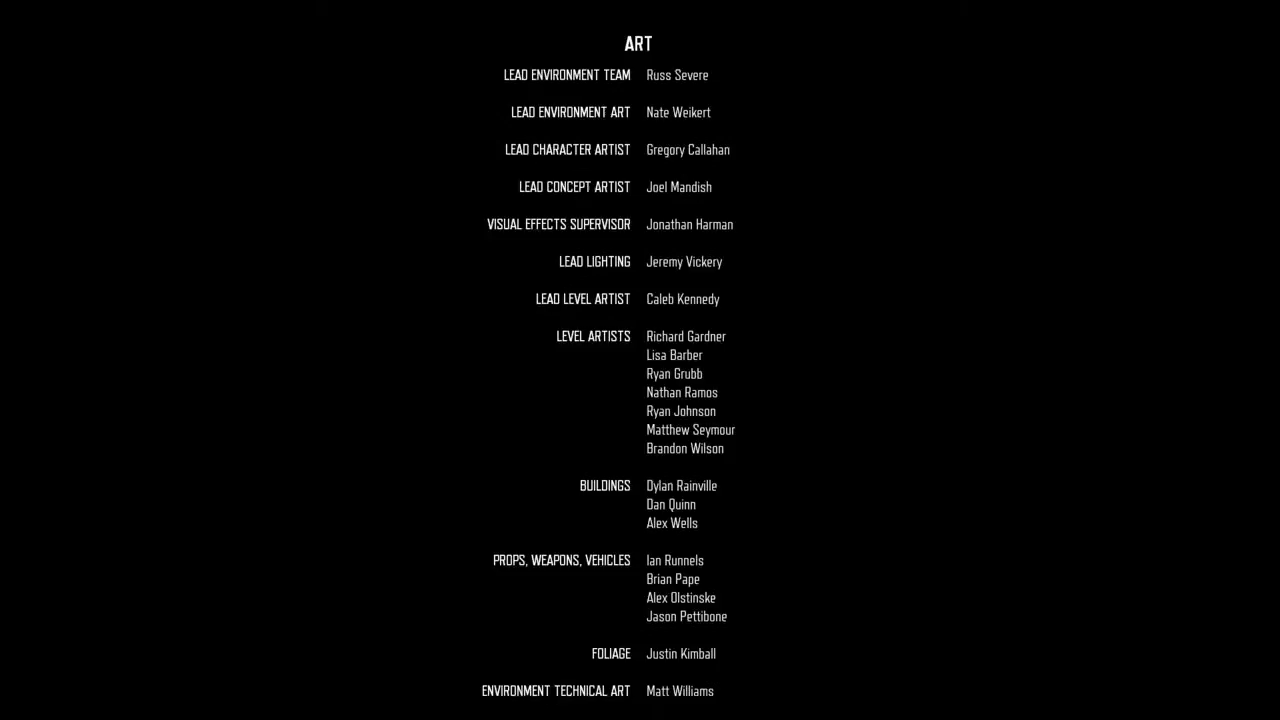 ART
LEAD ENVIRONMENT TEAM Russ Severe
LEAD ENVIRONMENT ART Nate Weikert
LEAD CHARACTER ARTIST Gregory Callahan
LEAD CONCEPT ARTIST Joel Mandish
VISUAL EFFECTS SUPERVISOR Jonathan Harman
LEAD LIGHTING Jeremy Vickery
LEAD LEVEL ARTIST Caleb Kennedy
LEVEL ARTISTS Richard Gardner
Lisa Barber
Ryan Grubb
Nathan Ramos
Ryan Johnson
Matthew Seymour
Brandon Wilson
BUILDINGS Dylan Rainville
Dan Quinn
Alex Wells
PROPS, WEAPONS, VEHICLES Ian Runnels
Brian Pape
Alex Olstinske
Jason Pettibone
FOLIAGE Justin Kimball
ENVIRONMENT TECHNICAL ART Matt Williams